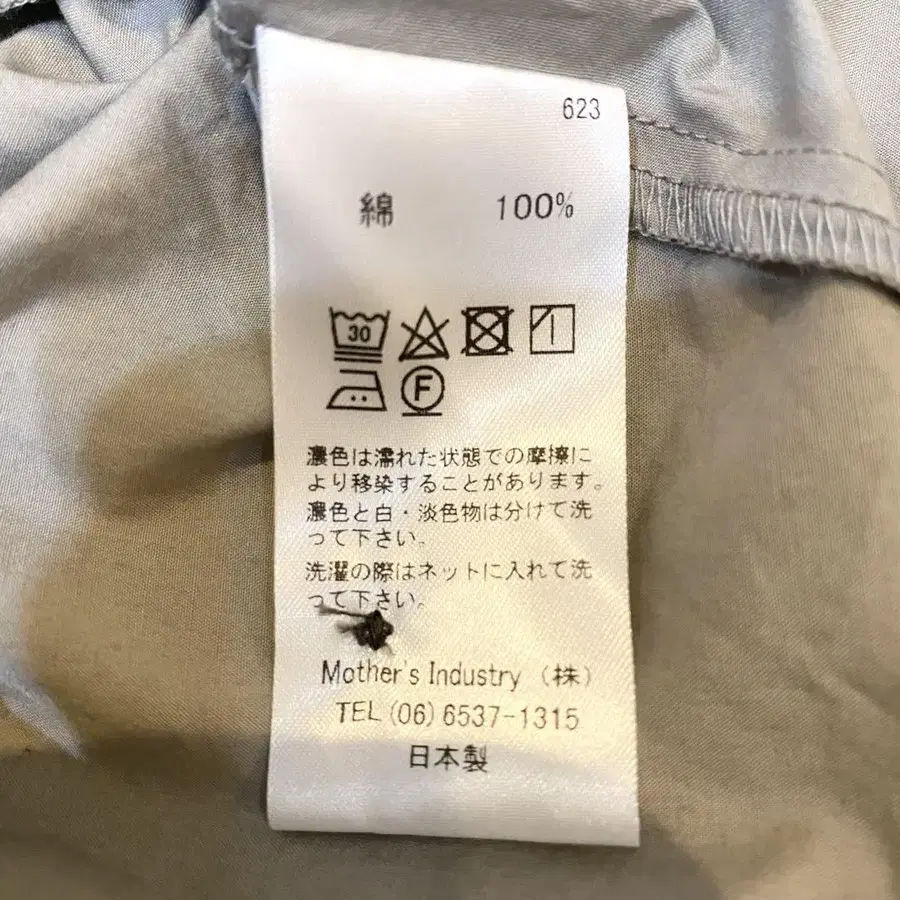 623
綿 100%
30
F
濃色は濡れた状態での摩擦に
より移染することがあります。
濃色と白・淡色物は分けて洗
って下さい。
洗濯の際はネットに入れて洗
って下さい。
Mother's Industry (株)
TEL (06) 6537-1315
日本製